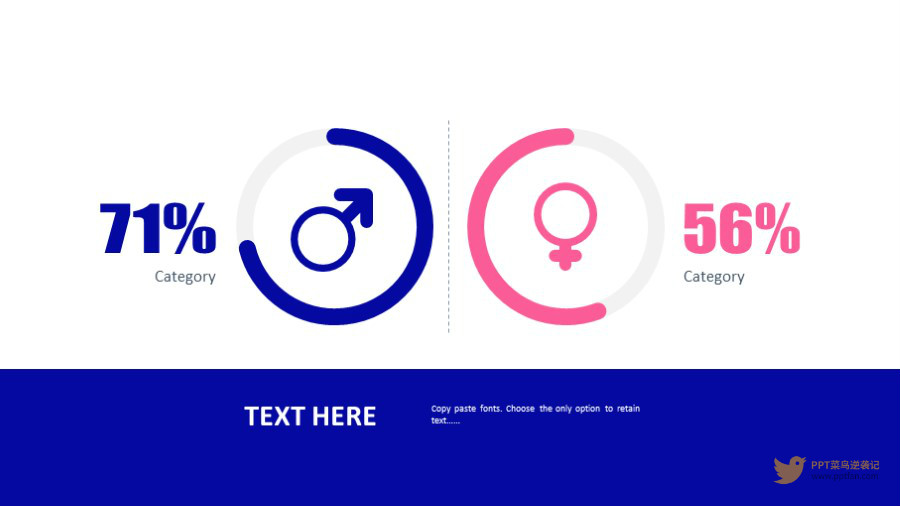 71%
Category
56%
Category
TEXT HERE
Copy paste fonts. Choose the only option to retain
text......
PPT菜鸟逆袭记